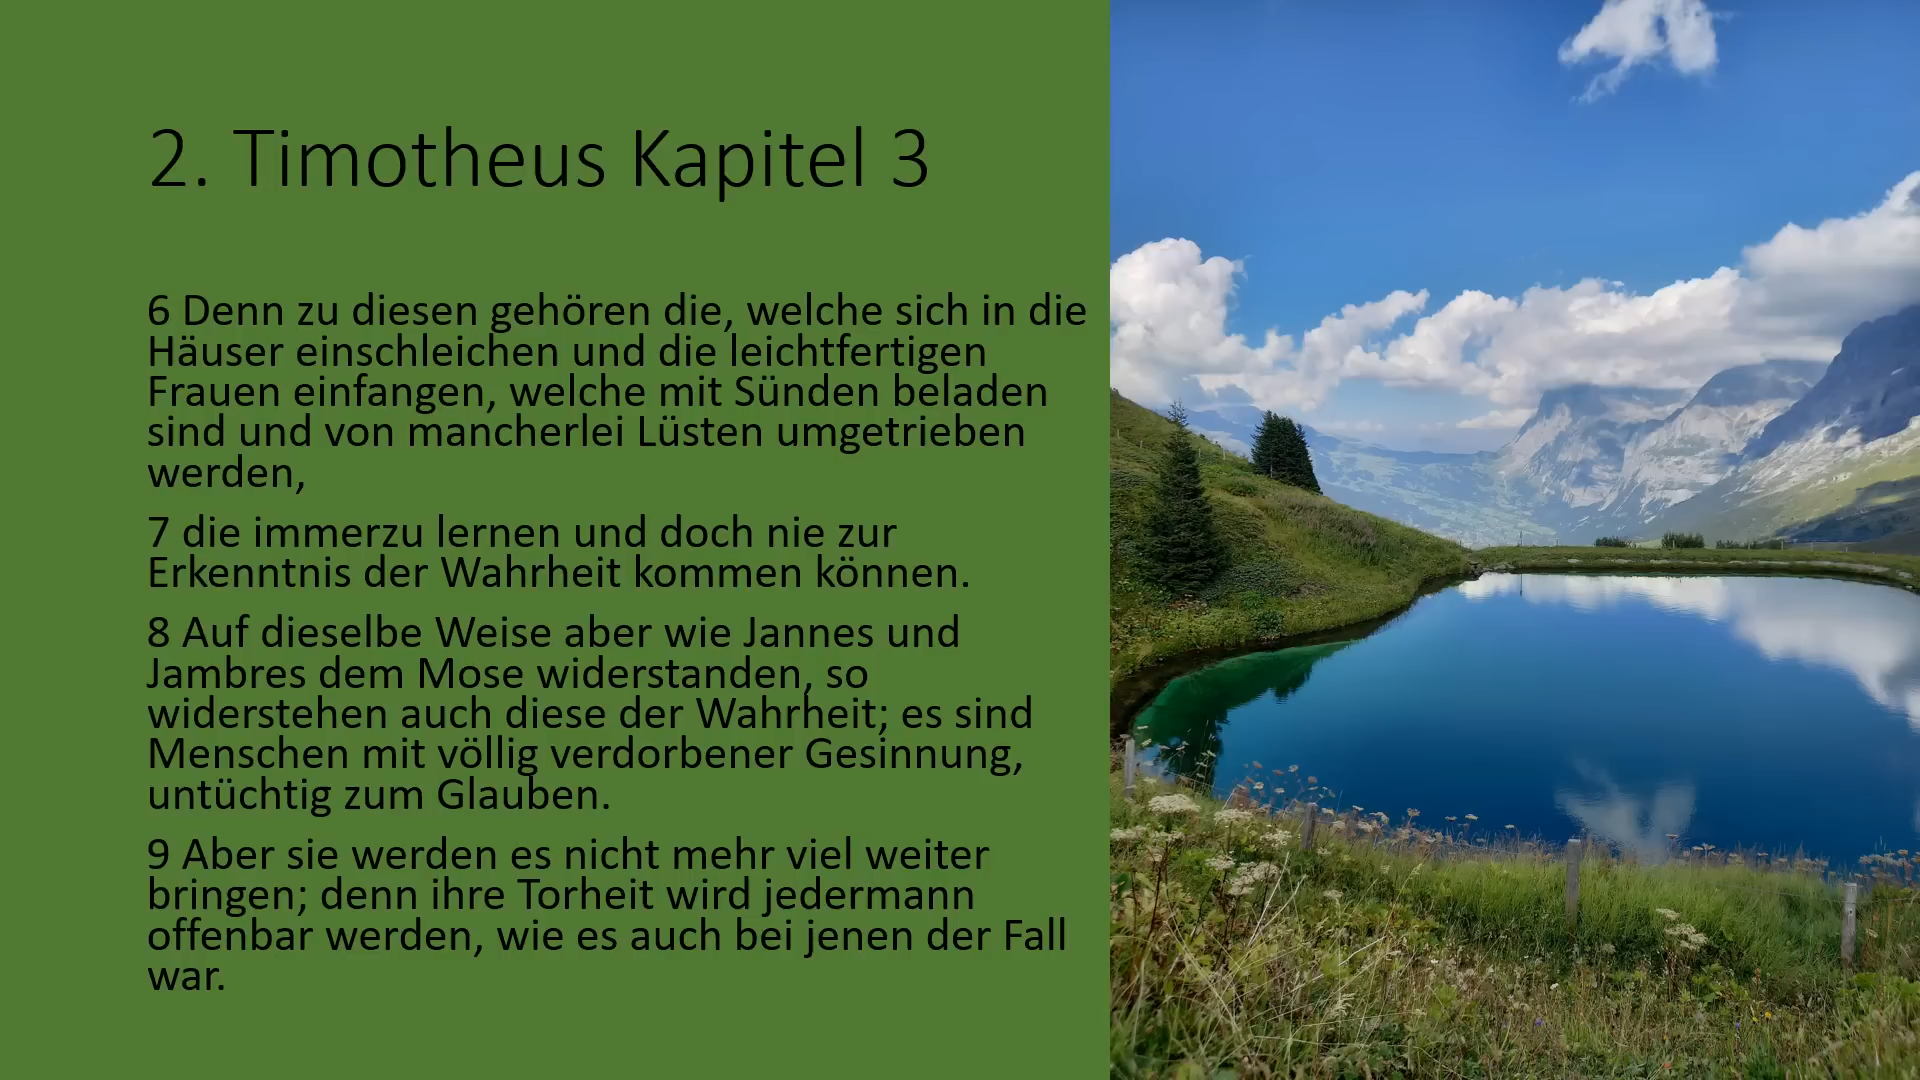 2. Timotheus Kapitel 3
6 Denn zu diesen gehören die, welche sich in die
Häuser einschleichen und die leichtfertigen
Frauen einfangen, welche mit Sünden beladen
sind und von mancherlei Lüsten umgetrieben
werden,
7 die immerzu lernen und doch nie zur
Erkenntnis der Wahrheit kommen können.
8 Auf dieselbe Weise aber wie Jannes und
Jambres dem Mose widerstanden, so
widerstehen auch diese der Wahrheit; es sind
Menschen mit völlig verdorbener Gesinnung,
untüchtig zum Glauben.
9 Aber sie werden es nicht mehr viel weiter
bringen; denn ihre Torheit wird jedermann
offenbar werden, wie es auch bei jenen der Fall
war.